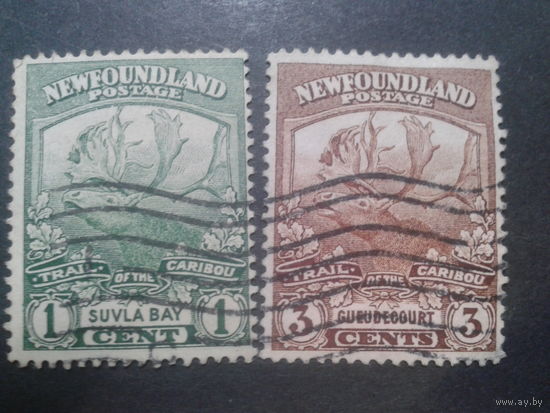 NEWFOUNDLAND
POSTAGE
TRAIL OF THE CARIBOU
1 SUVLA BAY 1
CENT
NEWFOUNDLAND
POSTAGE
TRAIL OF THE CARIBOU
3 GUEUDECOURT 3
CENTS
www.ay.by